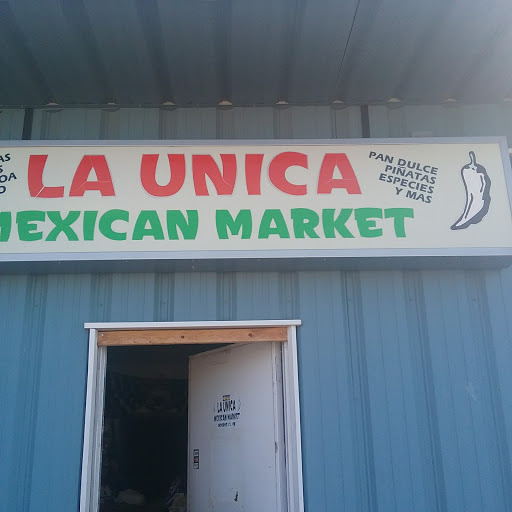 LA UNICA
MEXICAN MARKET
PAN DULCE
PIÑATAS
ESPECIES
Y MAS
LA UNICA
MEXICAN MARKET